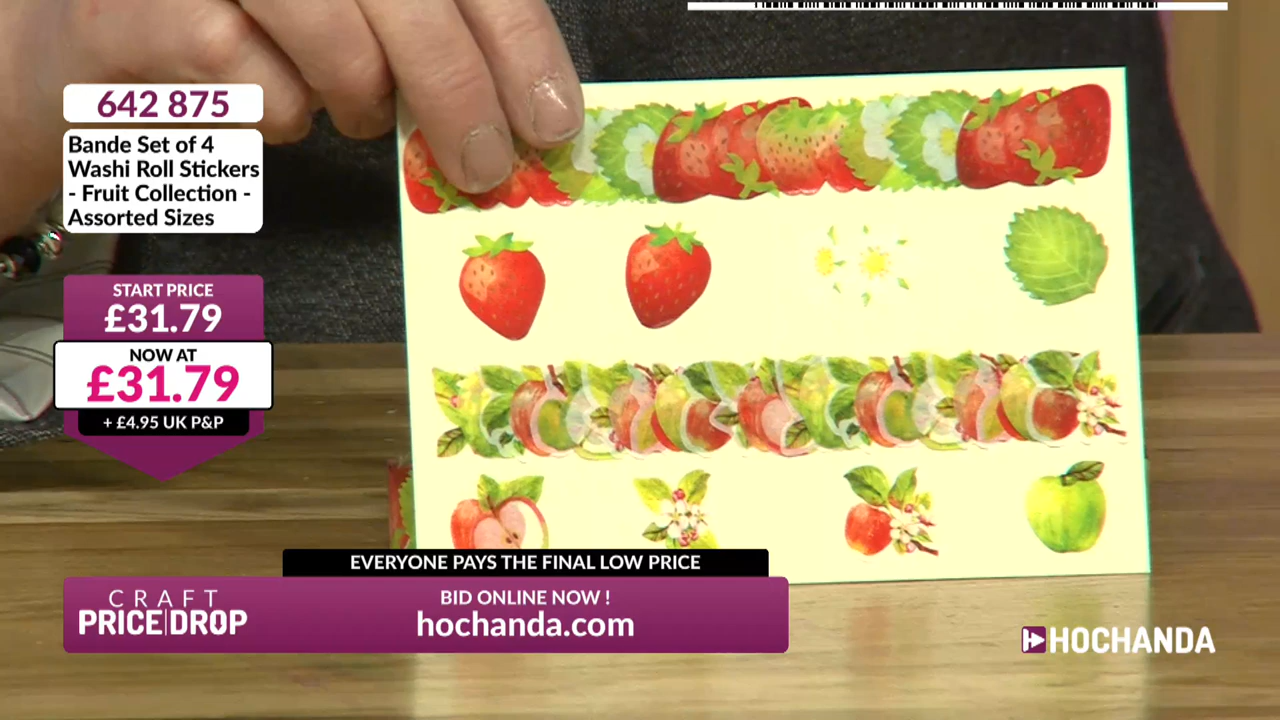 642 875
Bande Set of 4
Washi Roll Stickers
- Fruit Collection -
Assorted Sizes
START PRICE
£31.79
NOW AT
£31.79
+ £4.95 UK P&P
EVERYONE PAYS THE FINAL LOW PRICE
CRAFT
PRICE DROP
BID ONLINE NOW !
hochanda.com
HOCHANDA